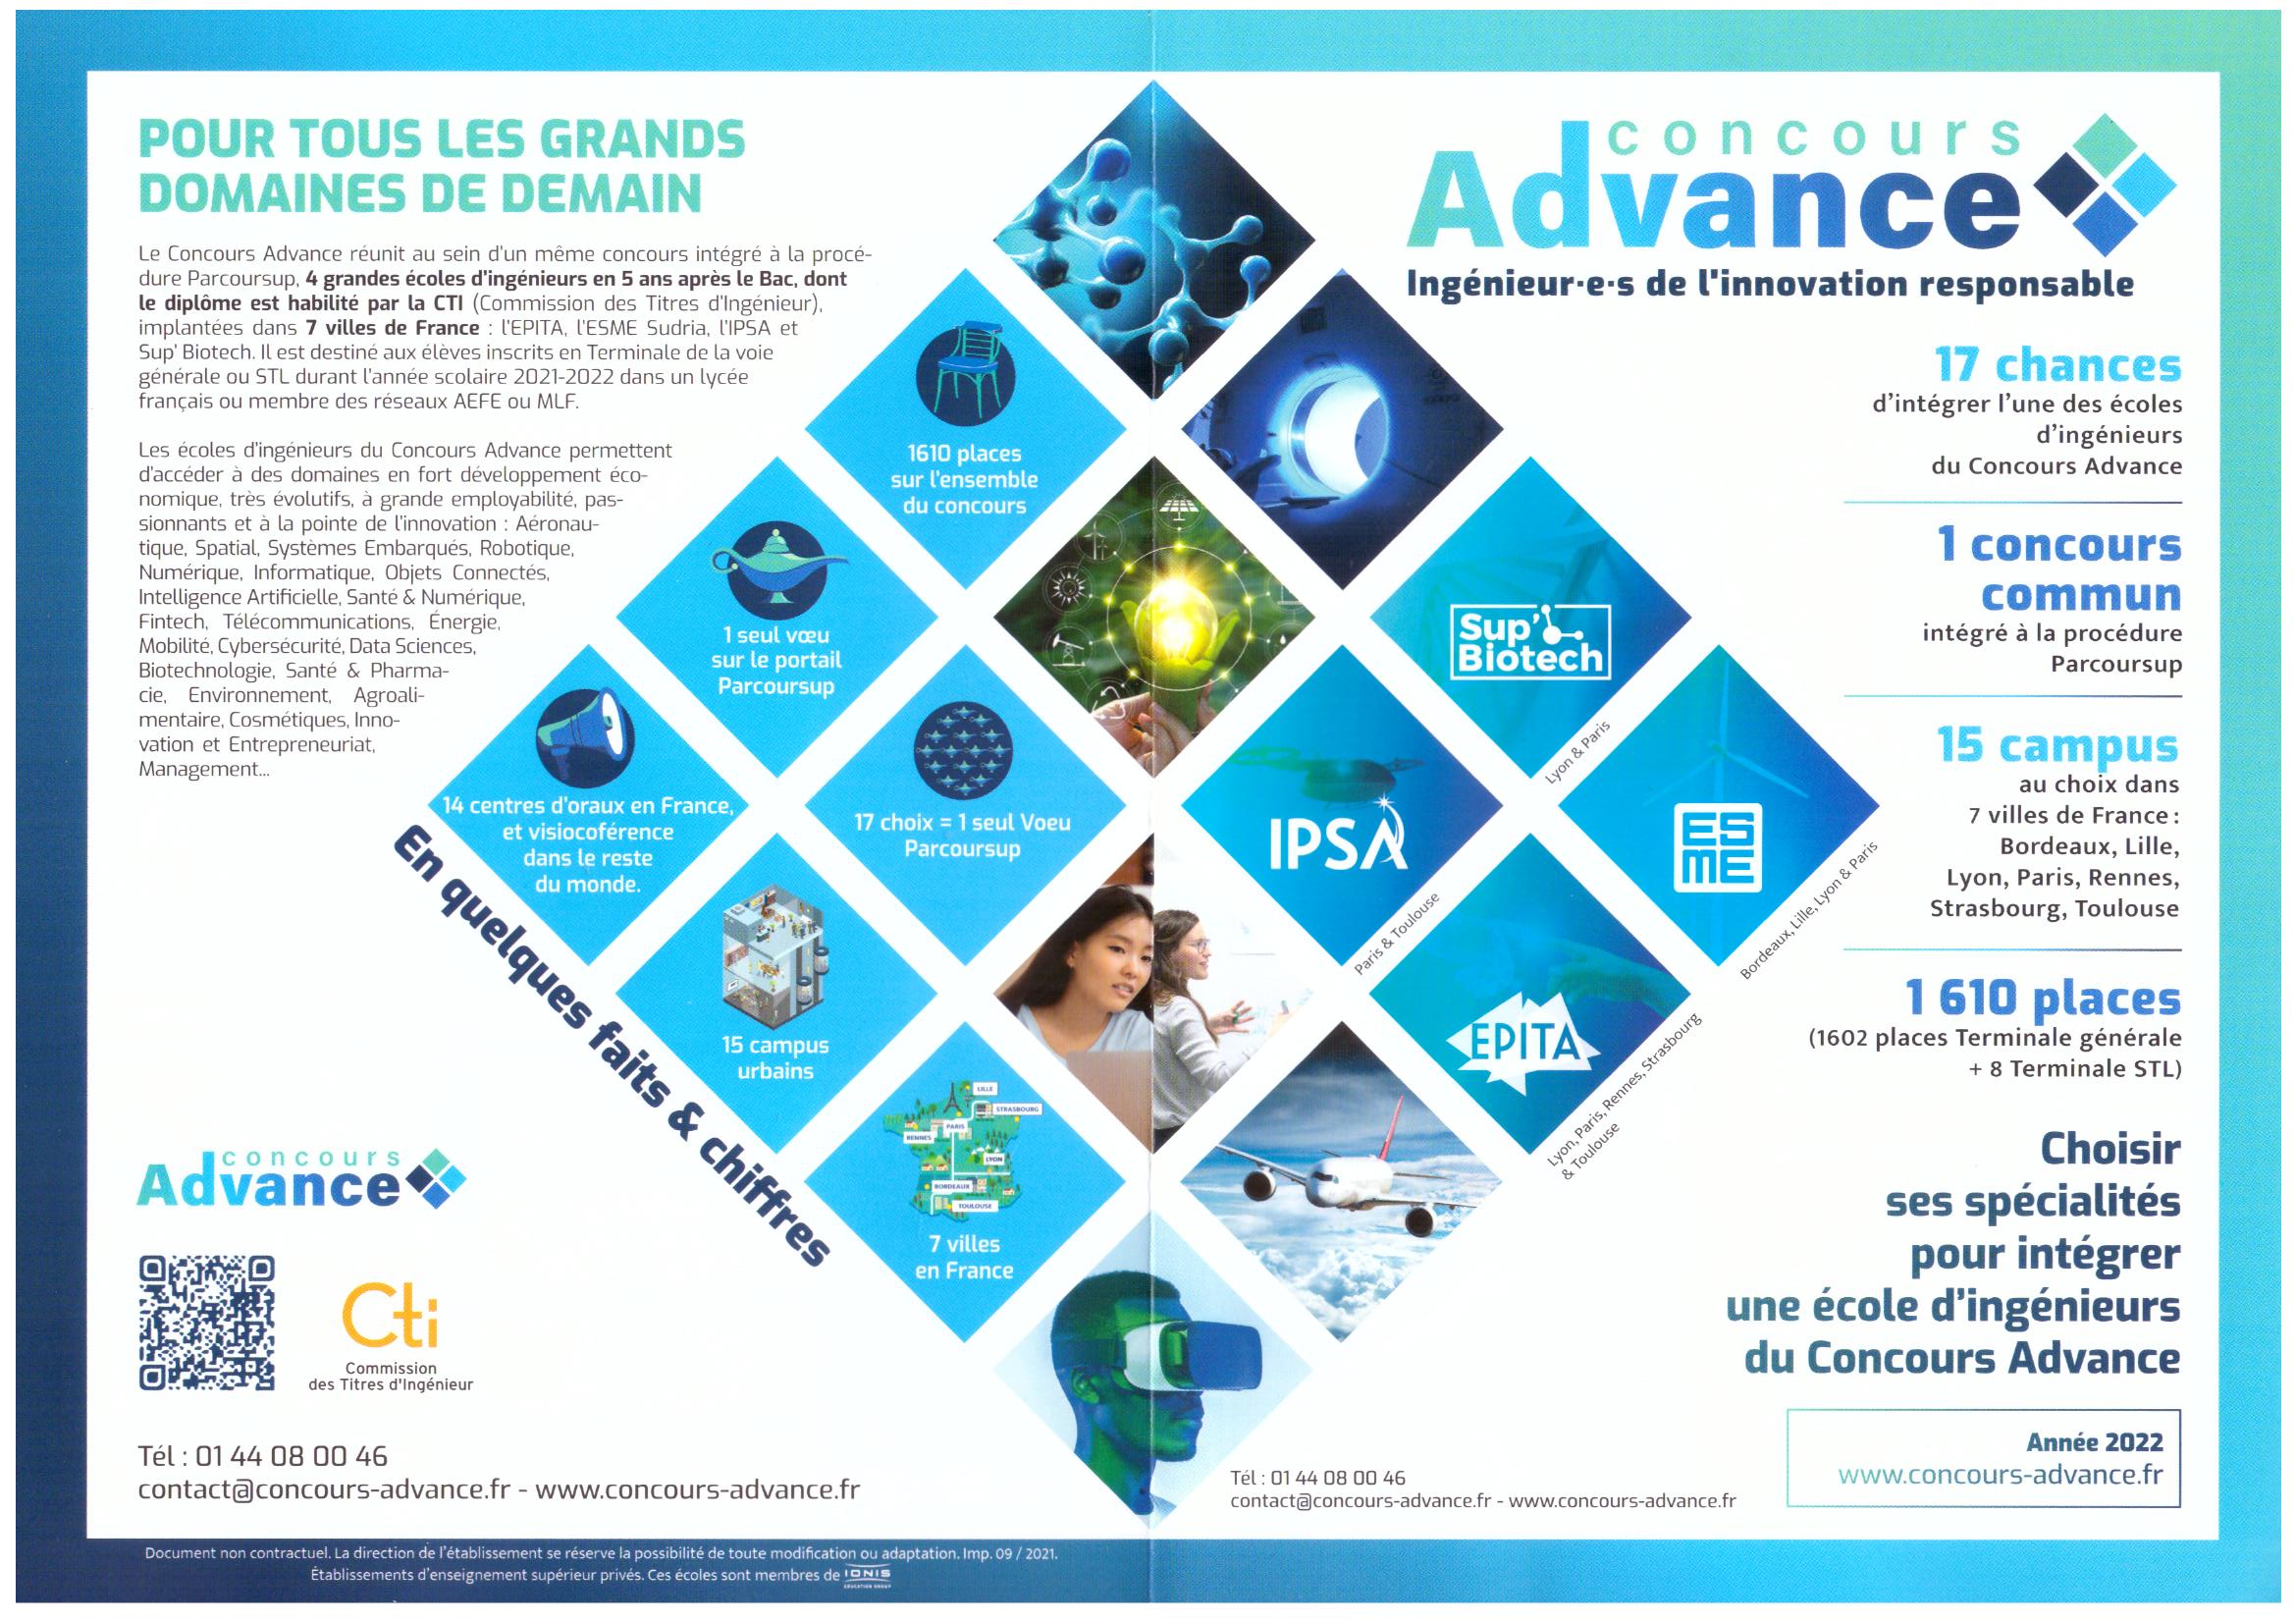 POUR TOUS LES GRANDS
DOMAINES DE DEMAIN
Le Concours Advance réunit au sein d'un même concours intégré à la procé-
dure Parcoursup, 4 grandes écoles d'ingénieurs en 5 ans après le Bac, dont
le diplôme est habilité par la CTI (Commission des Titres d'Ingénieur),
implantées dans 7 villes de France : l'EPITA, l'ESME Sudria, l'IPSA et
Sup' Biotech. Il est destiné aux élèves inscrits en Terminale de la voie
générale ou STL durant l'année scolaire 2021-2022 dans un lycée
français ou membre des réseaux AEFE ou MLF.
Les écoles d'ingénieurs du Concours Advance permettent
d'accéder à des domaines en fort développement éco-
nomique, très évolutifs, à grande employabilité, pas-
sionnants et à la pointe de l'innovation : Aéronau-
tique, Spatial, Systèmes Embarqués, Robotique,
Numérique, Informatique, Objets Connectés,
Intelligence Artificielle, Santé & Numérique,
Fintech, Télécommunications, Énergie,
Mobilité, Cybersécurité, Data Sciences,
Biotechnologie, Santé & Pharma-
cie, Environnement, Agroali-
mentaire, Cosmétiques, Inno-
vation et Entrepreneuriat,
Management...
1610 places
sur l'ensemble
du concours
1 seul vœu
sur le portail
Parcoursup
14 centres d'oraux en France,
et visiocoférence
dans le reste
du monde.
17 choix = 1 seul Voeu
Parcoursup
15 campus
urbains
LILLE
STRASBOURG
PARIS
RENNES
LYON
BORDEAUX
TOULOUSE
7 villes
en France
En quelques faits & chiffres
concours
Advance
Cti
Commission
des Titres d'Ingénieur
Tél : 01 44 08 00 46
contact@concours-advance.fr - www.concours-advance.fr
Document non contractuel. La direction de l'établissement se réserve la possibilité de toute modification ou adaptation. Imp. 09 / 2021.
Établissements d'enseignement supérieur privés. Ces écoles sont membres de IONIS
EDUCATION GROUP
concours
Advance
Ingénieur·e·s de l'innovation responsable
17 chances
d'intégrer l'une des écoles
d'ingénieurs
du Concours Advance
1 concours
commun
intégré à la procédure
Parcoursup
15 campus
au choix dans
7 villes de France :
Bordeaux, Lille,
Lyon, Paris, Rennes,
Strasbourg, Toulouse
1 610 places
(1602 places Terminale générale
+ 8 Terminale STL)
Choisir
ses spécialités
pour intégrer
une école d'ingénieurs
du Concours Advance
Année 2022
www.concours-advance.fr
Sup'
Biotech
Lyon & Paris
IPSA
Paris & Toulouse
ES
ME
Bordeaux, Lille, Lyon & Paris
EPITA
Lyon, Paris, Rennes, Strasbourg
& Toulouse
Tél : 01 44 08 00 46
contact@concours-advance.fr - www.concours-advance.fr